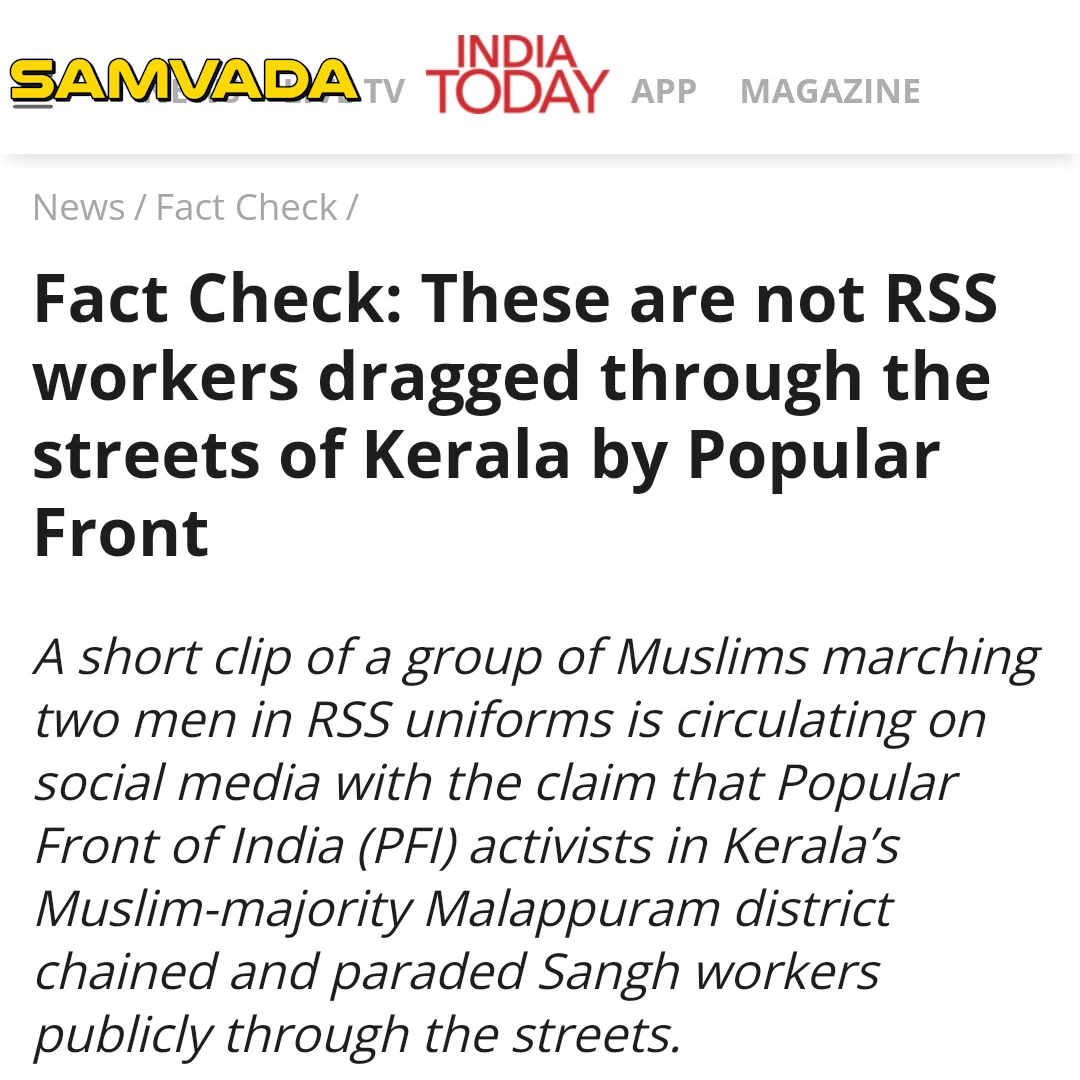 SAMVADA
TV
INDIA
TODAY
APP
MAGAZINE
News / Fact Check /
Fact Check: These are not RSS
workers dragged through the
streets of Kerala by Popular
Front
A short clip of a group of Muslims marching
two men in RSS uniforms is circulating on
social media with the claim that Popular
Front of India (PFI) activists in Kerala’s
Muslim-majority Malappuram district
chained and paraded Sangh workers
publicly through the streets.